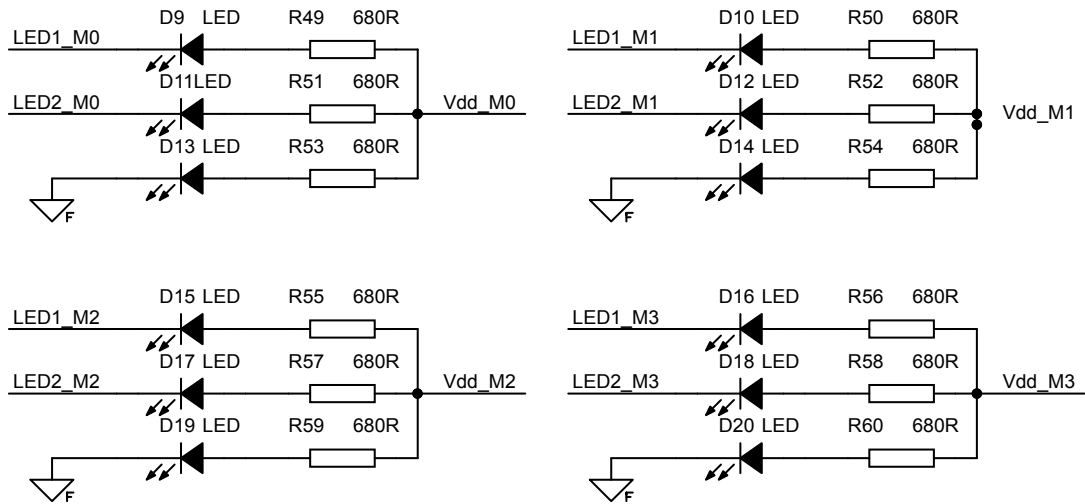 D9 LED R49 680R
LED1_M0
D11LED R51 680R
LED2_M0 Vdd_M0
D13 LED R53 680R
F
D10 LED R50 680R
LED1_M1
D12 LED R52 680R
LED2_M1 Vdd_M1
D14 LED R54 680R
F
D15 LED R55 680R
LED1_M2
D17 LED R57 680R
LED2_M2 Vdd_M2
D19 LED R59 680R
F
D16 LED R56 680R
LED1_M3
D18 LED R58 680R
LED2_M3 Vdd_M3
D20 LED R60 680R
F